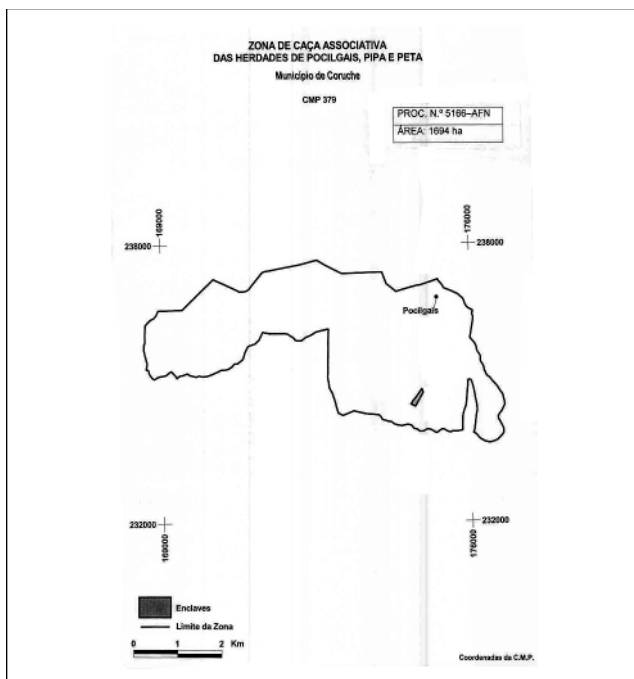 ZONA DE CAÇA ASSOCIATIVA
DAS HERDADES DE POCILGAIS, PIPA E PETA
Município de Coruche
CMP 379
PROC. N.º 5166–AFN
ÁREA: 1694 ha
169000
176000
238000
238000
Pocilgais
232000
232000
169000
176000
Enclaves
Limite da Zona
0 1 2 Km
Coordenadas da C.M.P.